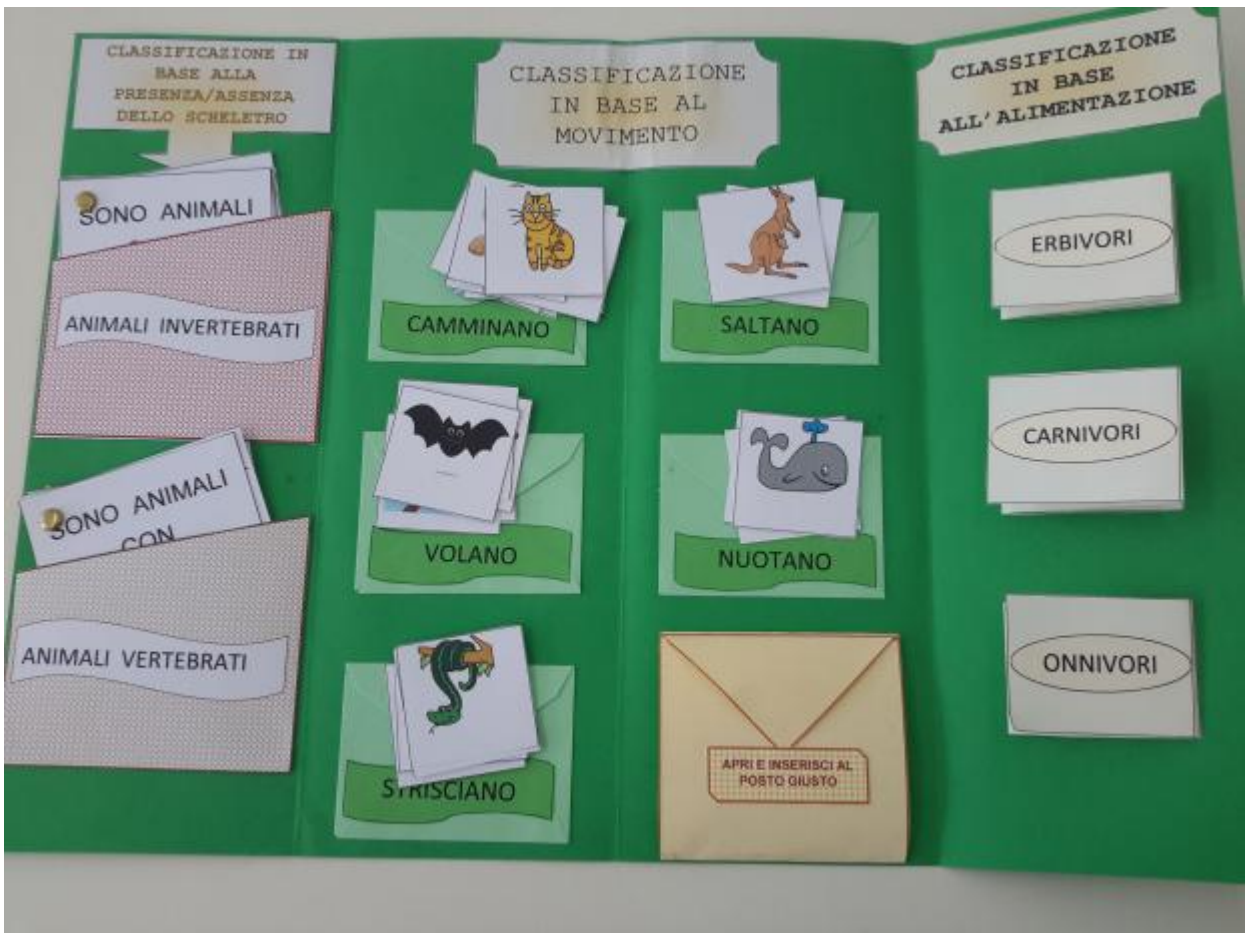 CLASSIFICAZIONE IN
BASE ALLA
PRESENZA/ASSENZA
DELLO SCHELETRO
SONO ANIMALI
ANIMALI INVERTEBRATI
SONO ANIMALI
CON
ANIMALI VERTEBRATI
CLASSIFICAZIONE
IN BASE AL
MOVIMENTO
CAMMINANO
SALTANO
VOLANO
NUOTANO
STRISCIANO
APRI E INSERISCI AL
POSTO GIUSTO
CLASSIFICAZIONE
IN BASE
ALL'ALIMENTAZIONE
ERBIVORI
CARNIVORI
ONNIVORI